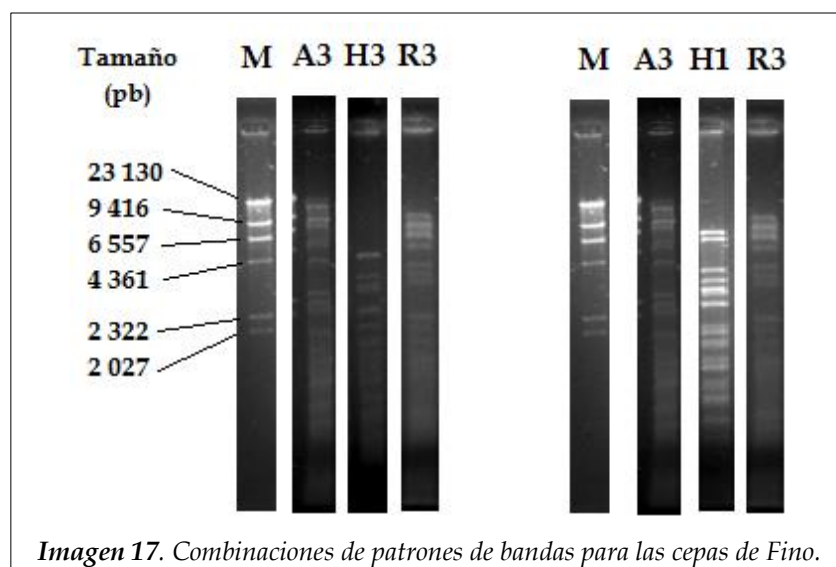 Tamaño
(pb)
M A3 H3 R3
M A3 H1 R3
23 130
9 416
6 557
4 361
2 322
2 027
Imagen 17. Combinaciones de patrones de bandas para las cepas de Fino.